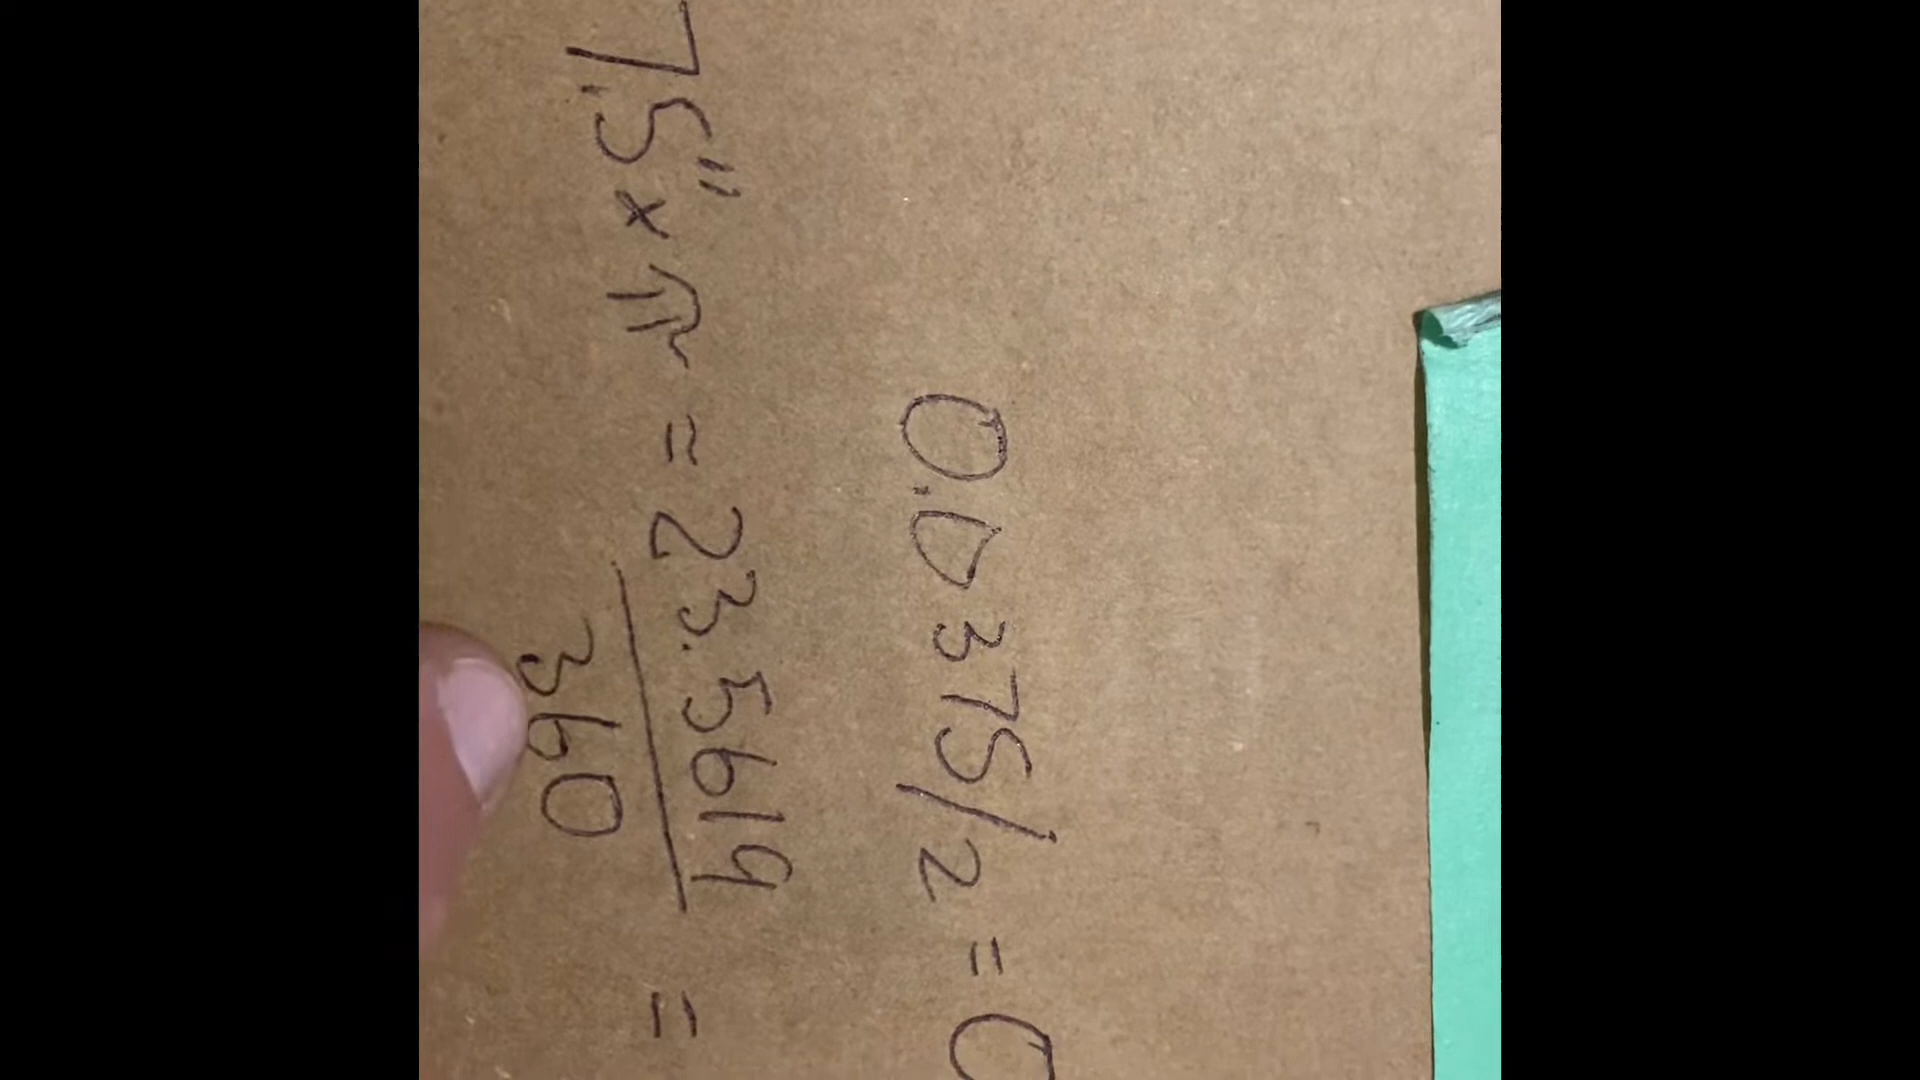 0.0375/2 = 0
7.5" x π = 23.5619 =
360